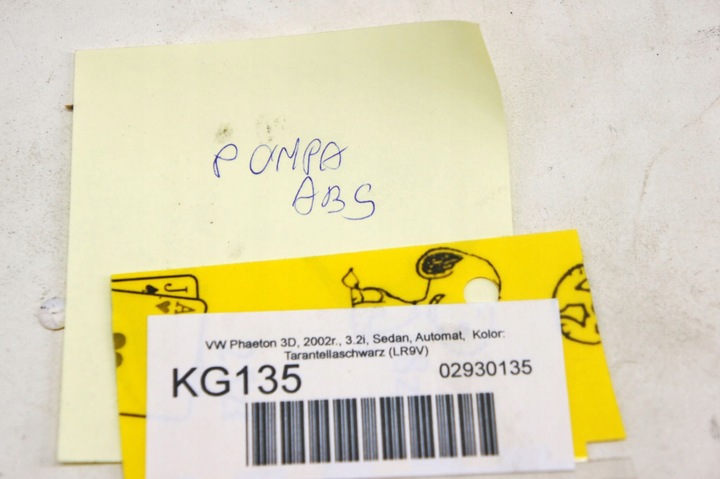 POMPA
ABS
J
A
VW Phaeton 3D, 2002r., 3.2i, Sedan, Automat, Kolor:
Tarantellaschwarz (LR9V)
KG135
02930135